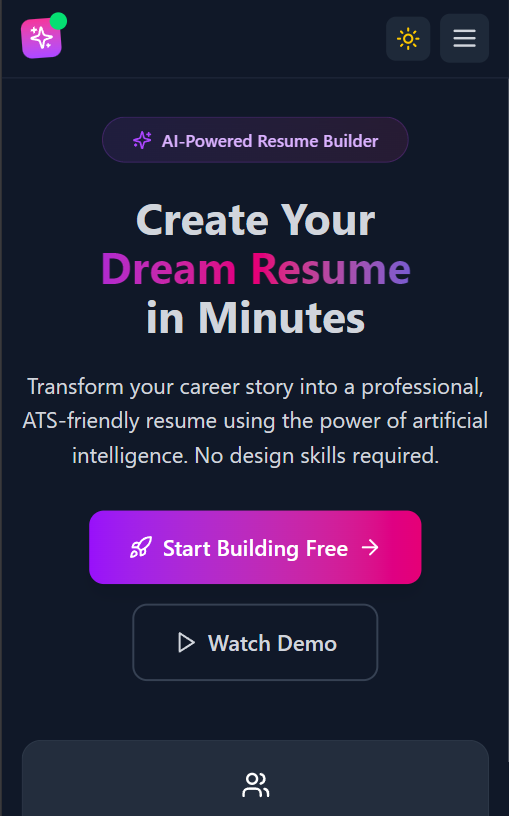 AI-Powered Resume Builder
Create Your
Dream Resume
in Minutes
Transform your career story into a professional,
ATS-friendly resume using the power of artificial
intelligence. No design skills required.
Start Building Free
Watch Demo